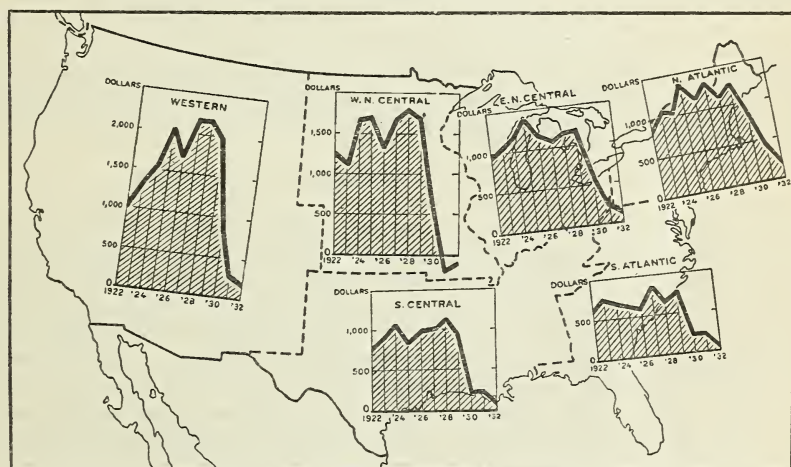 DOLLARS
WESTERN
2,000
1,500
1,000
500
0
1922 '24 '26 '28 '30 '32
DOLLARS
W. N. CENTRAL
1,500
1,000
500
0
1922 '24 '26 '28 '30
DOLLARS
E. N. CENTRAL
1,000
500
0
1922 '24 '26 '28 '30 '32
DOLLARS
N. ATLANTIC
1,000
500
0
1922 '24 '26 '28 '30 '32
DOLLARS
S. CENTRAL
1,000
500
0
1922 '24 '26 '28 '30 '32
S. ATLANTIC
DOLLARS
500
0
1922 '24 '26 '28 '30 '32